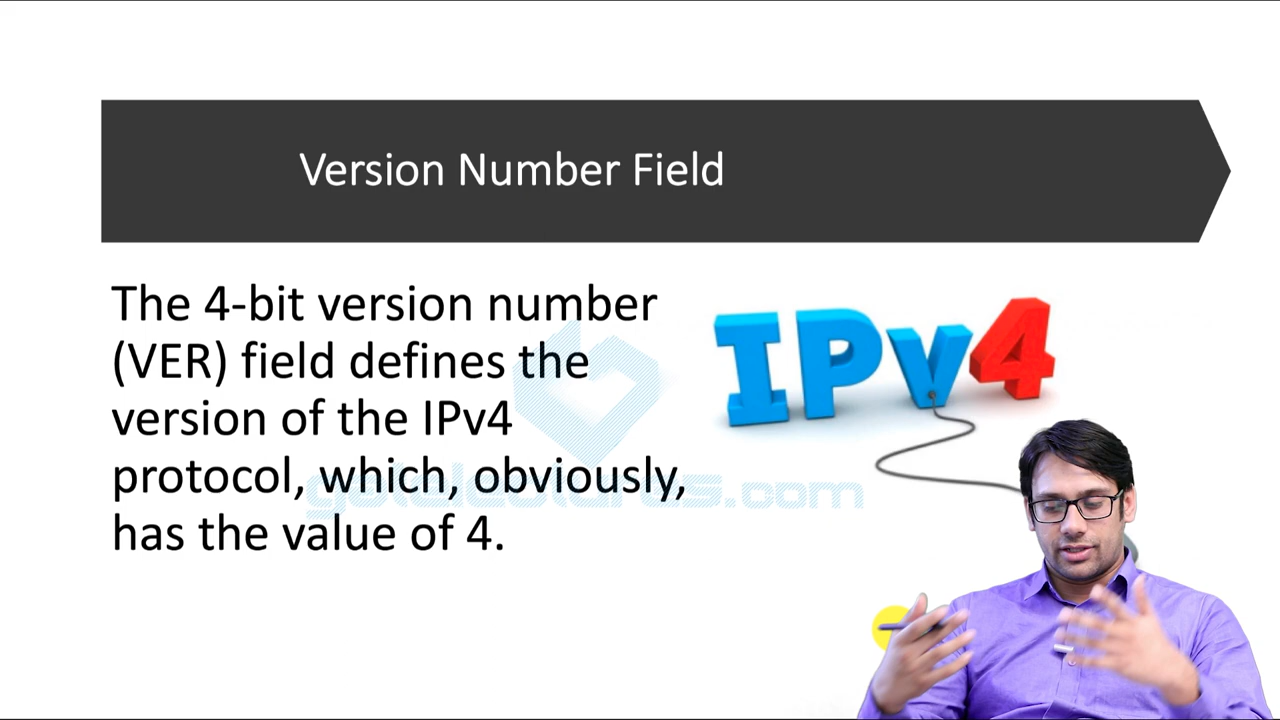 Version Number Field
The 4-bit version number
(VER) field defines the
version of the IPv4
protocol, which, obviously,
has the value of 4.
IPv4